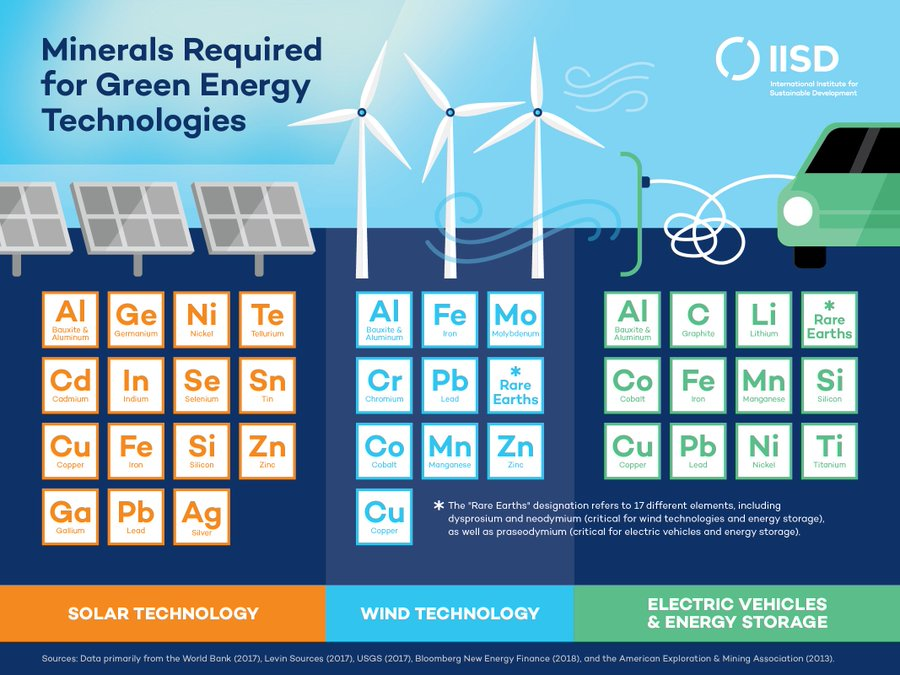 Minerals Required
for Green Energy
Technologies
IISD
International Institute for
Sustainable Development
Al
Bauxite &
Aluminum
Ge
Germanium
Ni
Nickel
Te
Tellurium
Cd
Cadmium
In
Indium
Se
Selenium
Sn
Tin
Cu
Copper
Fe
Iron
Si
Silicon
Zn
Zinc
Ga
Gallium
Pb
Lead
Ag
Silver
Al
Bauxite &
Aluminum
Fe
Iron
Mo
Molybdenum
Cr
Chromium
Pb
Lead
*
Rare
Earths
Co
Cobalt
Mn
Manganese
Zn
Zinc
Cu
Copper
Al
Bauxite &
Aluminum
C
Graphite
Li
Lithium
*
Rare
Earths
Co
Cobalt
Fe
Iron
Mn
Manganese
Si
Silicon
Cu
Copper
Pb
Lead
Ni
Nickel
Ti
Titanium
* The "Rare Earths" designation refers to 17 different elements, including
dysprosium and neodymium (critical for wind technologies and energy storage),
as well as praseodymium (critical for electric vehicles and energy storage).
SOLAR TECHNOLOGY
WIND TECHNOLOGY
ELECTRIC VEHICLES
& ENERGY STORAGE
Sources: Data primarily from the World Bank (2017), Levin Sources (2017), USGS (2017), Bloomberg New Energy Finance (2018), and the American Exploration & Mining Association (2013).